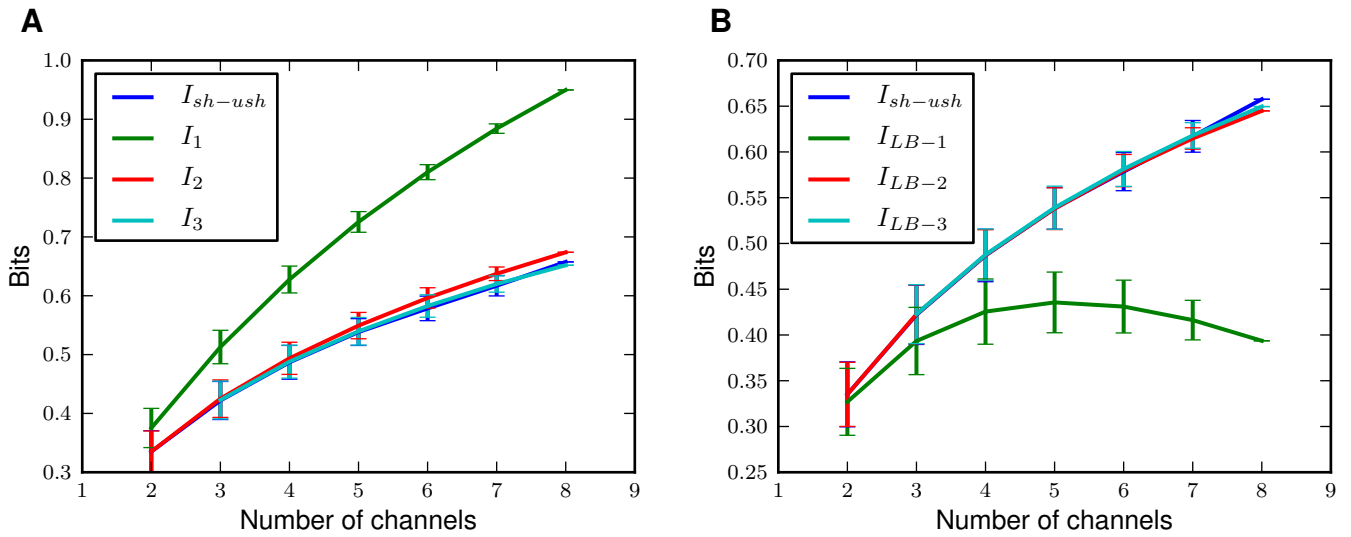 A
1.0
0.9
0.8
0.7
0.6
0.5
0.4
0.3
Bits
I_{sh-ush}
I_1
I_2
I_3
1 2 3 4 5 6 7 8 9
Number of channels
B
0.70
0.65
0.60
0.55
0.50
0.45
0.40
0.35
0.30
0.25
Bits
I_{sh-ush}
I_{LB-1}
I_{LB-2}
I_{LB-3}
1 2 3 4 5 6 7 8 9
Number of channels